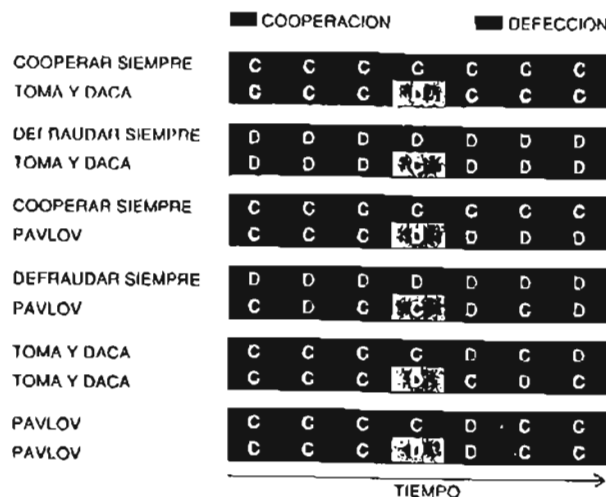 COOPERACION DEFECCION
COOPERAR SIEMPRE C C C C C C C
TOMA Y DACA C C C D C C C
DEFRAUDAR SIEMPRE D D D D D D D
TOMA Y DACA D D D C D D D
COOPERAR SIEMPRE C C C C C C C
PAVLOV C C C D D D D
DEFRAUDAR SIEMPRE D D D D D D D
PAVLOV C D C C D C D
TOMA Y DACA C C C C D C D
TOMA Y DACA C C C D C D C
PAVLOV C C C C D C C
PAVLOV D C C D D C C
TIEMPO